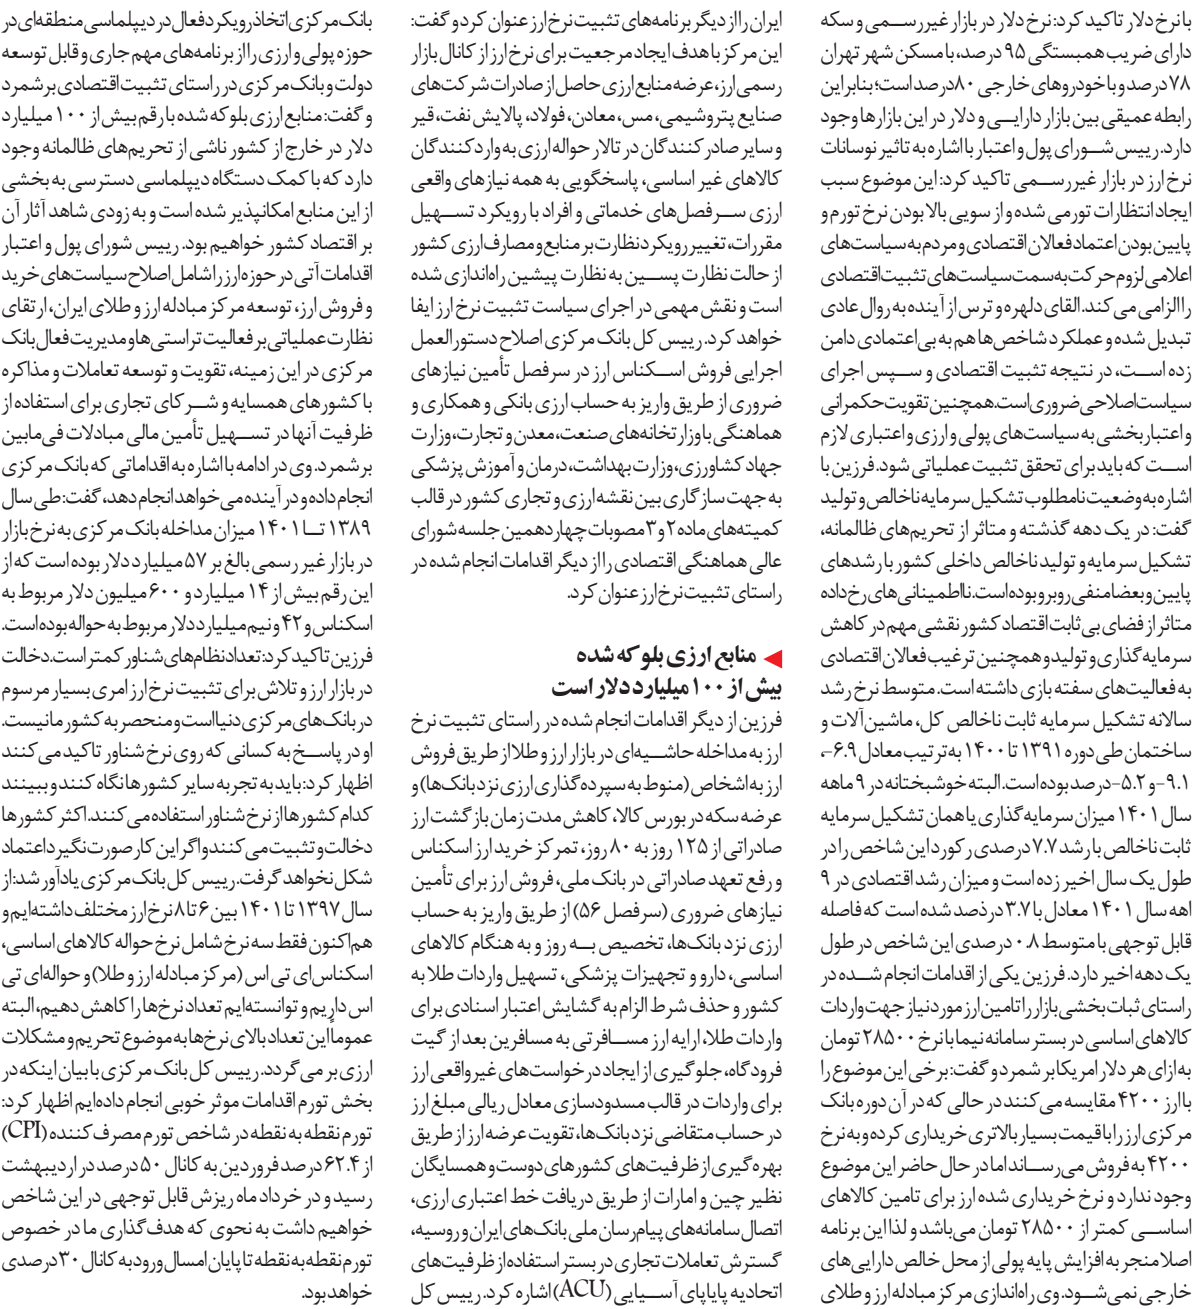 با نرخ دلار تاکید کرد: نرخ دلار در بازار غیررسمی و سکه
دارای ضریب همبستگی ۹۵ درصد، با مسکن شهر تهران
۷۸ درصد و با خودروهای خارجی ۸۰ درصد است؛ بنابراین
رابطه عمیقی بین بازار دارایی و دلار در این بازارها وجود
دارد. رییس شورای پول و اعتبار با اشاره به تاثیر نوسانات
نرخ ارز در بازار غیررسمی تاکید کرد: این موضوع سبب
ایجاد انتظارات تورمی شده و از سویی بالا بودن نرخ تورم و
پایین بودن اعتماد فعالان اقتصادی و مردم به سیاست‌های
اعلامی لزوم حرکت به سمت سیاست‌های تثبیت اقتصادی
را الزامی می‌کند. القای دلهره و ترس از آینده به روال عادی
تبدیل شده و عملکرد شاخص‌ها هم به بی‌اعتمادی دامن
زده است، در نتیجه تثبیت اقتصادی و سپس اجرای
سیاست اصلاحی ضروری است. همچنین تقویت حکمرانی
و اعتباربخشی به سیاست‌های پولی و ارزی و اعتباری لازم
است که باید برای تحقق تثبیت عملیاتی شود. فرزین با
اشاره به وضعیت نامطلوب تشکیل سرمایه ناخالص و تولید
گفت: در یک دهه گذشته و متاثر از تحریم‌های ظالمانه،
تشکیل سرمایه و تولید ناخالص داخلی کشور با رشدهای
پایین و بعضا منفی روبرو بوده است. نااطمینانی‌های رخ داده
متاثر از فضای بی‌ثبات اقتصاد کشور نقشی مهم در کاهش
سرمایه گذاری و تولید و همچنین ترغیب فعالان اقتصادی
به فعالیت‌های سفته بازی داشته است. متوسط نرخ رشد
سالانه تشکیل سرمایه ثابت ناخالص کل، ماشین‌آلات و
ساختمان طی دوره ۱۳۹۱ تا ۱۴۰۰ به ترتیب معادل ۶.۹-،
۹.۱- و ۵.۲- درصد بوده است. البته خوشبختانه در ۹ ماهه
سال ۱۴۰۱ میزان سرمایه گذاری یا همان تشکیل سرمایه
ثابت ناخالص با رشد ۷.۷ درصدی رکورد این شاخص را در
طول یک سال اخیر زده است و میزان رشد اقتصادی در ۹
اهه سال ۱۴۰۱ معادل با ۳.۷ درذصد شده است که فاصله
قابل توجهی با متوسط ۰.۸ درصدی این شاخص در طول
یک دهه اخیر دارد. فرزین یکی از اقدامات انجام شده در
راستای ثبات بخشی بازار را تامین ارز مورد نیاز جهت واردات
کالاهای اساسی در بستر سامانه نیما با نرخ ۲۸۵۰۰ تومان
به ازای هر دلار امریکا بر شمرد و گفت: برخی این موضوع را
با ارز ۴۲۰۰ مقایسه می‌کنند در حالی که در آن دوره بانک
مرکزی ارز را با قیمت بسیار بالاتری خریداری کرده و به نرخ
۴۲۰۰ به فروش می‌رساند اما در حال حاضر این موضوع
وجود ندارد و نرخ خریداری شده ارز برای تامین کالاهای
اساسی کمتر از ۲۸۵۰۰ تومان می‌باشد و لذا این برنامه
اصلا منجر به افزایش پایه پولی از محل خالص دارایی‌های
خارجی نمی‌شود. وی راه‌اندازی مرکز مبادله ارز و طلای
ایران را از دیگر برنامه‌های تثبیت نرخ ارز عنوان کرد و گفت:
این مرکز با هدف ایجاد مرجعیت برای نرخ ارز از کانال بازار
رسمی ارز، عرضه منابع ارزی حاصل از صادرات شرکت‌های
صنایع پتروشیمی، مس، معادن، فولاد، پالایش نفت، قیر
و سایر صادرکنندگان در تالار حواله ارزی به واردکنندگان
کالاهای غیر اساسی، پاسخگویی به همه نیازهای واقعی
ارزی سرفصل‌های خدماتی و افراد با رویکرد تسهیل
مقررات، تغییر رویکرد نظارت بر منابع و مصارف ارزی کشور
از حالت نظارت پسین به نظارت پیشین راه‌اندازی شده
است و نقش مهمی در اجرای سیاست تثبیت نرخ ارز ایفا
خواهد کرد. رییس کل بانک مرکزی اصلاح دستورالعمل
اجرایی فروش اسکناس ارز در سرفصل تأمین نیازهای
ضروری از طریق واریز به حساب ارزی بانکی و همکاری و
هماهنگی با وزارتخانه‌های صنعت، معدن و تجارت، وزارت
جهاد کشاورزی، وزارت بهداشت، درمان و آموزش پزشکی
به جهت سازگاری بین نقشه ارزی و تجاری کشور در قالب
کمیته‌های ماده ۲ و ۳ مصوبات چهاردهمین جلسه شورای
عالی هماهنگی اقتصادی را از دیگر اقدامات انجام شده در
راستای تثبیت نرخ ارز عنوان کرد.
منابع ارزی بلوکه شده
بیش از ۱۰۰ میلیارد دلار است
فرزین از دیگر اقدامات انجام شده در راستای تثبیت نرخ
ارز به مداخله حاشیه‌ای در بازار ارز و طلا از طریق فروش
ارز به اشخاص (منوط به سپرده گذاری ارزی نزد بانک‌ها) و
عرضه سکه در بورس کالا، کاهش مدت زمان بازگشت ارز
صادراتی از ۱۲۵ روز به ۸۰ روز، تمرکز خرید ارز اسکناس
و رفع تعهد صادراتی در بانک ملی، فروش ارز برای تأمین
نیازهای ضروری (سرفصل ۵۶) از طریق واریز به حساب
ارزی نزد بانک‌ها، تخصیص به روز و به هنگام کالاهای
اساسی، دارو و تجهیزات پزشکی، تسهیل واردات طلا به
کشور و حذف شرط الزام به گشایش اعتبار اسنادی برای
واردات طلا، ارایه ارز مسافرتی به مسافرین بعد از گیت
فرودگاه، جلوگیری از ایجاد درخواست‌های غیرواقعی ارز
برای واردات در قالب مسدودسازی معادل ریالی مبلغ ارز
در حساب متقاضی نزد بانک‌ها، تقویت عرضه ارز از طریق
بهره گیری از ظرفیت‌های کشورهای دوست و همسایگان
نظیر چین و امارات از طریق دریافت خط اعتباری ارزی،
اتصال سامانه‌های پیام‌رسان ملی بانک‌های ایران و روسیه،
گسترش تعاملات تجاری در بستر استفاده از ظرفیت‌های
اتحادیه پایاپای آسیایی (ACU) اشاره کرد. رییس کل
بانک مرکزی اتخاذ رویکرد فعال در دیپلماسی منطقه‌ای در
حوزه پولی و ارزی را از برنامه‌های مهم جاری و قابل توسعه
دولت و بانک مرکزی در راستای تثبیت اقتصادی بر شمرد
و گفت: منابع ارزی بلوکه شده با رقم بیش از ۱۰۰ میلیارد
دلار در خارج از کشور ناشی از تحریم‌های ظالمانه وجود
دارد که با کمک دستگاه دیپلماسی دسترسی به بخشی
از این منابع امکانپذیر شده است و به زودی شاهد آثار آن
بر اقتصاد کشور خواهیم بود. رییس شورای پول و اعتبار
اقدامات آتی در حوزه ارز را شامل اصلاح سیاست‌های خرید
و فروش ارز، توسعه مرکز مبادله ارز و طلای ایران، ارتقای
نظارت عملیاتی بر فعالیت تراستی‌ها و مدیریت فعال بانک
مرکزی در این زمینه، تقویت و توسعه تعاملات و مذاکره
با کشورهای همسایه و شرکای تجاری برای استفاده از
ظرفیت آنها در تسهیل تأمین مالی مبادلات فی‌مابین
برشمرد. وی در ادامه با اشاره به اقداماتی که بانک مرکزی
انجام داده و در آینده می‌خواهد انجام دهد، گفت: طی سال
۱۳۸۹ تا ۱۴۰۱ میزان مداخله بانک مرکزی به نرخ بازار
در بازار غیر رسمی بالغ بر ۵۷ میلیارد دلار بوده است که از
این رقم بیش از ۱۴ میلیارد و ۶۰۰ میلیون دلار مربوط به
اسکناس و ۴۲ و نیم میلیارد دلار مربوط به حواله بوده است.
فرزین تاکید کرد: تعداد نظام‌های شناور کمتر است. دخالت
در بازار ارز و تلاش برای تثبیت نرخ ارز امری بسیار مرسوم
در بانک‌های مرکزی دنیا است و منحصر به کشور ما نیست.
او در پاسخ به کسانی که روی نرخ شناور تاکید می‌کنند
اظهار کرد: باید به تجربه سایر کشورها نگاه کنند و ببینند
کدام کشورها از نرخ شناور استفاده می‌کنند. اکثر کشورها
دخالت و تثبیت می‌کنند و اگر این کار صورت نگیرد اعتماد
شکل نخواهد گرفت. رییس کل بانک مرکزی یادآور شد: از
سال ۱۳۹۷ تا ۱۴۰۱ بین ۶ تا ۸ نرخ ارز مختلف داشته‌ایم و
هم‌اکنون فقط سه نرخ شامل نرخ حواله کالاهای اساسی،
اسکناس‌ای تی اس (مرکز مبادله ارز و طلا) و حواله‌ای تی
اس داریم و توانسته‌ایم تعداد نرخ‌ها را کاهش دهیم، البته
عموماً این تعداد بالای نرخ‌ها به موضوع تحریم و مشکلات
ارزی بر می‌گردد. رییس کل بانک مرکزی با بیان اینکه در
بخش تورم اقدامات موثر خوبی انجام داده‌ایم اظهار کرد:
تورم نقطه به نقطه در شاخص تورم مصرف کننده (CPI)
از ۶۲.۴ درصد فروردین به کانال ۵۰ درصد در اردیبهشت
رسید و در خرداد ماه ریزش قابل توجهی در این شاخص
خواهیم داشت به نحوی که هدف گذاری ما در خصوص
تورم نقطه به نقطه تا پایان امسال ورود به کانال ۳۰ درصدی
خواهد بود.